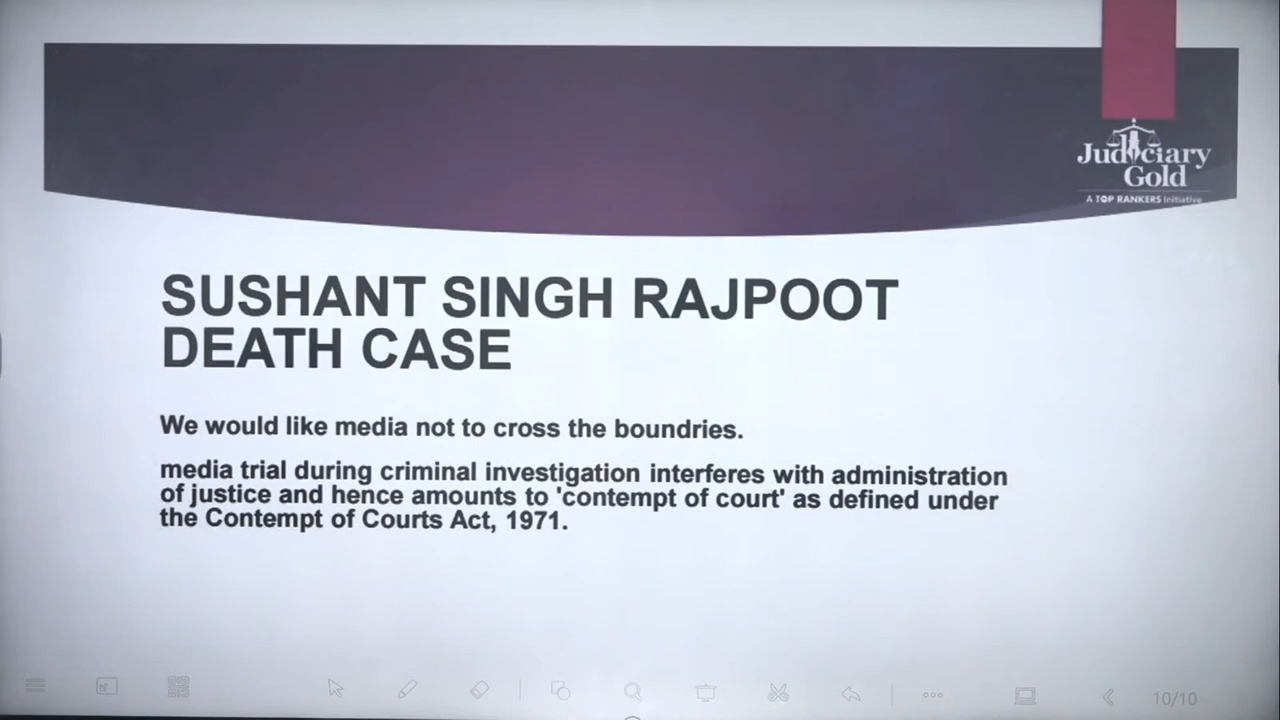 Judiciary
Gold
A TOP RANKERS Initiative
SUSHANT SINGH RAJPOOT
DEATH CASE
We would like media not to cross the boundries.
media trial during criminal investigation interferes with administration
of justice and hence amounts to 'contempt of court' as defined under
the Contempt of Courts Act, 1971.
10/10